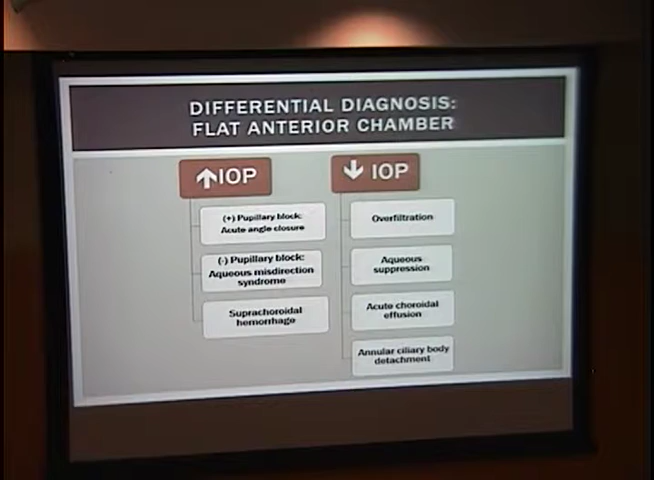 DIFFERENTIAL DIAGNOSIS:
FLAT ANTERIOR CHAMBER
↑IOP
(+) Pupillary block:
Acute angle closure
(-) Pupillary block:
Aqueous misdirection
syndrome
Suprachoroidal
hemorrhage
↓ IOP
Overfiltration
Aqueous
suppression
Acute choroidal
effusion
Annular ciliary body
detachment